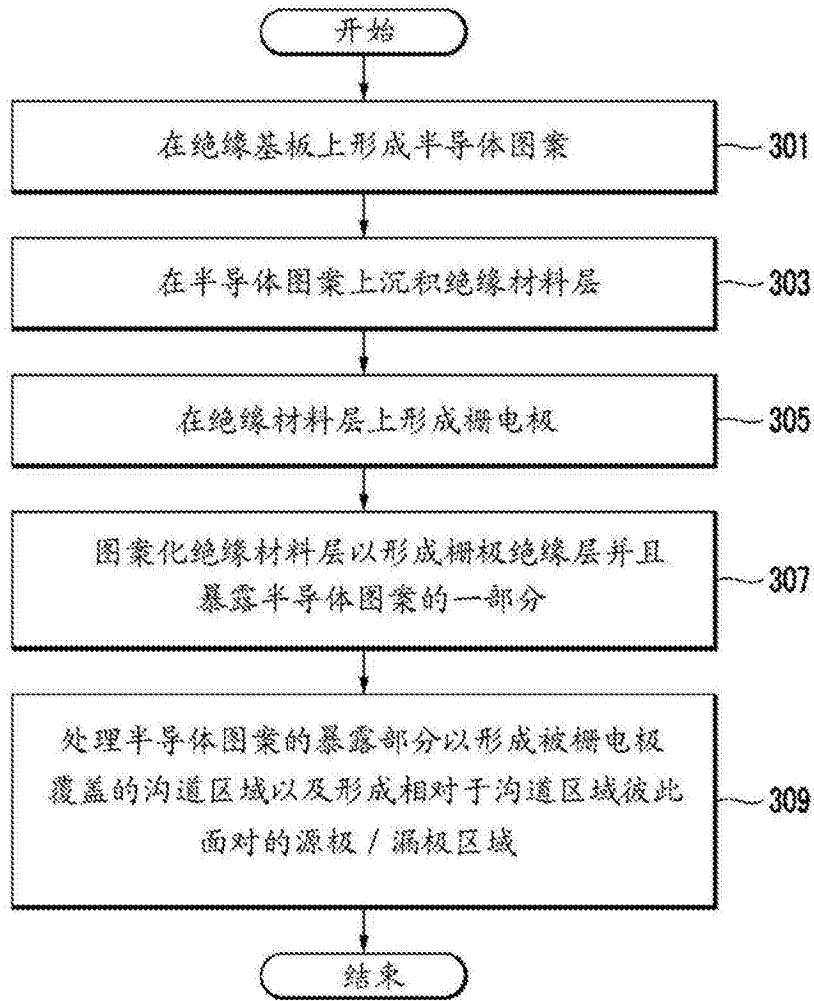 开始
在绝缘基板上形成半导体图案
301
在半导体图案上沉积绝缘材料层
303
在绝缘材料层上形成栅电极
305
图案化绝缘材料层以形成栅极绝缘层并且
暴露半导体图案的一部分
307
处理半导体图案的暴露部分以形成被栅电极
覆盖的沟道区域以及形成相对于沟道区域彼此
面对的源极 / 漏极区域
309
结束